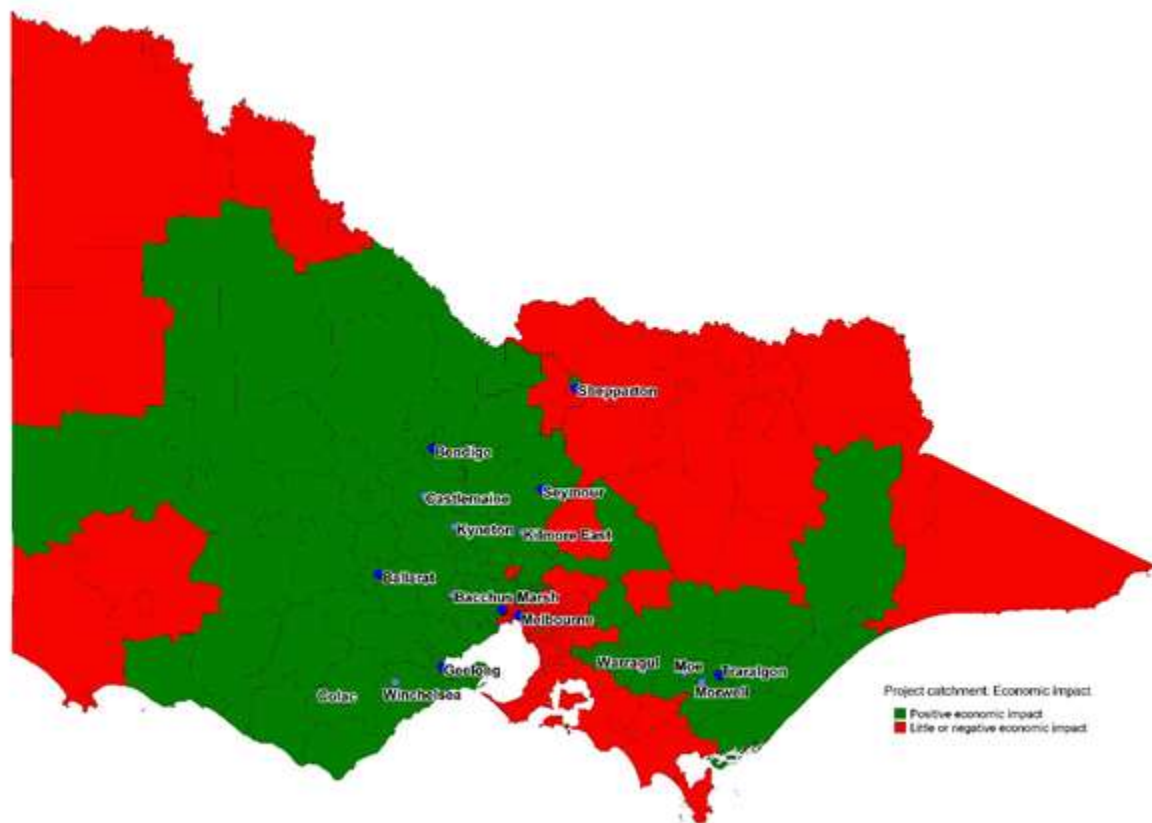 Shepparton
Bendigo
Seymour
Castlemaine
Kyneton
Kilmore East
Ballarat
Bacchus Marsh
Melbourne
Geelong
Warragul
Moe
Traralgon
Colac
Winchelsea
Morwell
Project catchment: Economic impact
Positive economic impact
Little or negative economic impact